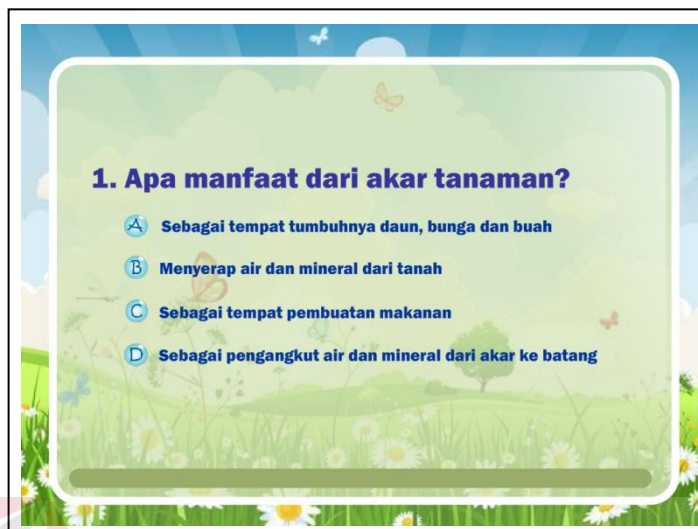 1. Apa manfaat dari akar tanaman?
A Sebagai tempat tumbuhnya daun, bunga dan buah
B Menyerap air dan mineral dari tanah
C Sebagai tempat pembuatan makanan
D Sebagai pengangkut air dan mineral dari akar ke batang